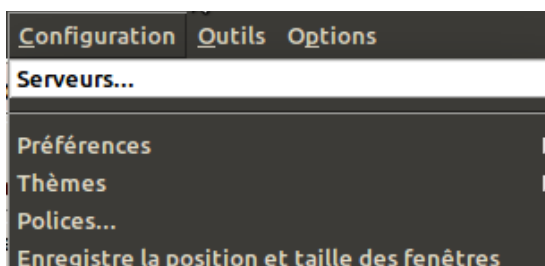 Configuration Outils Options
Serveurs...
Préférences
Thèmes
Polices...
Enregistre la position et taille des fenêtres